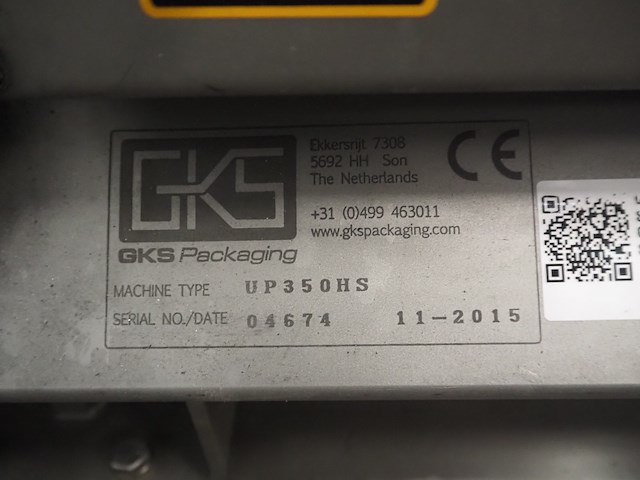 GKS
GKS Packaging
Ekkersrijt 7308
5692 HH Son
The Netherlands
+31 (0)499 463011
www.gkspackaging.com
CE
MACHINE TYPE UP350HS
SERIAL NO./DATE 04674 11-2015